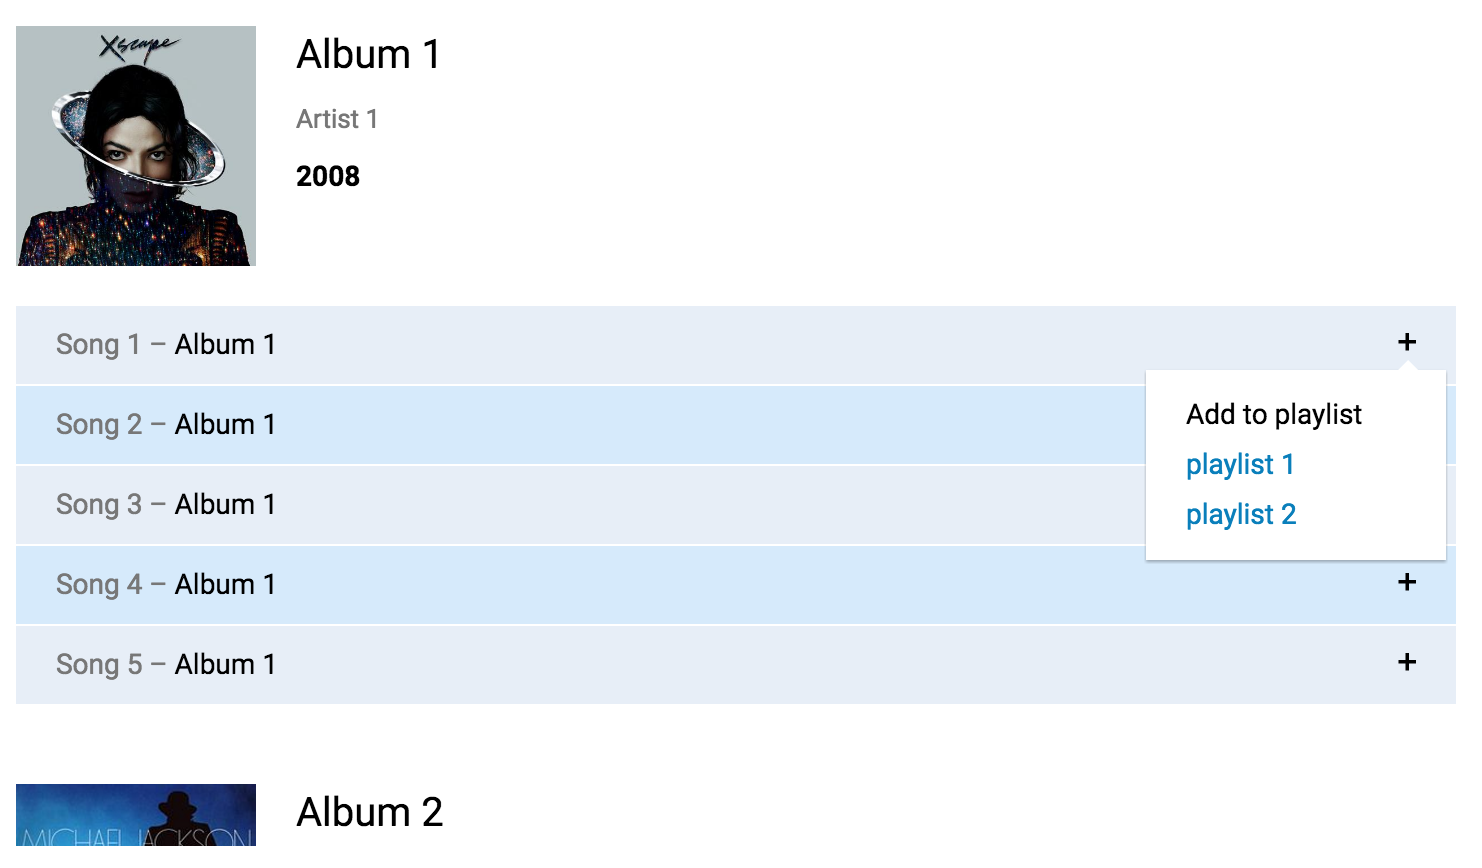 Xscape
Album 1
Artist 1
2008
Song 1 – Album 1 +
Add to playlist
playlist 1
playlist 2
Song 2 – Album 1
Song 3 – Album 1
Song 4 – Album 1 +
Song 5 – Album 1 +
MICHAEL JACKSON
Album 2